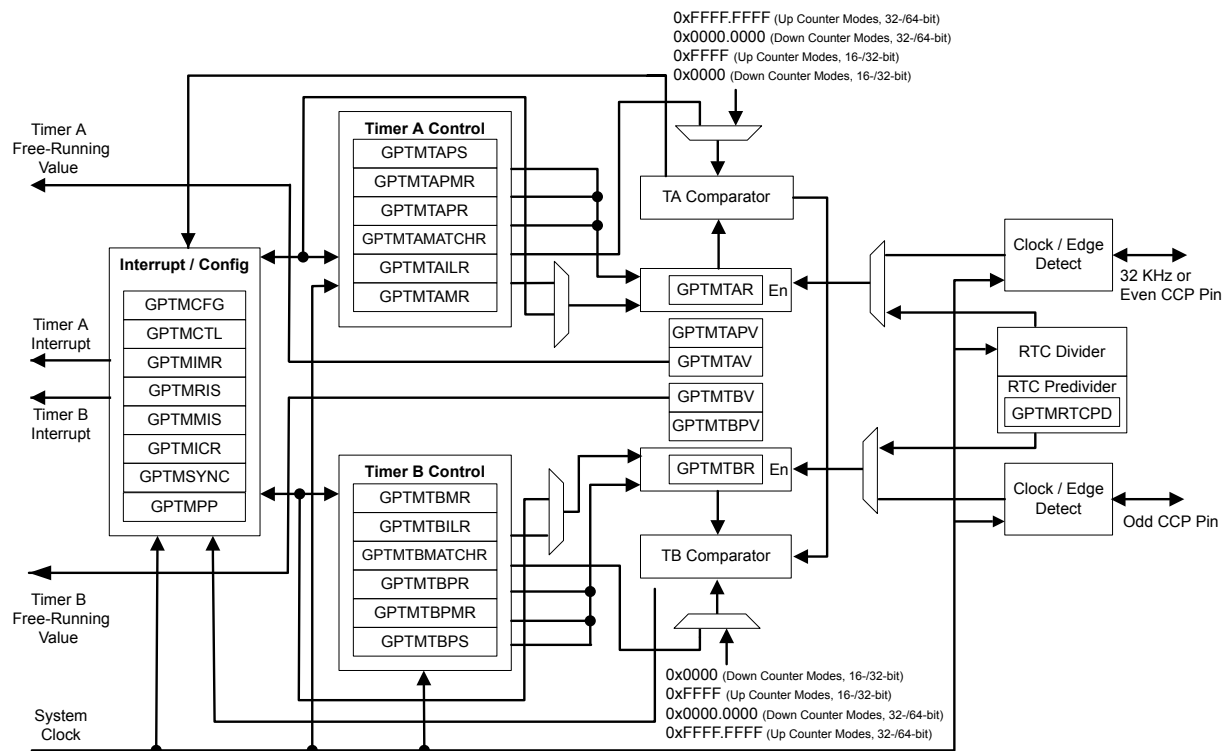 0xFFFF.FFFF (Up Counter Modes, 32-/64-bit)
0x0000.0000 (Down Counter Modes, 32-/64-bit)
0xFFFF (Up Counter Modes, 16-/32-bit)
0x0000 (Down Counter Modes, 16-/32-bit)
Timer A
Free-Running
Value
Timer A Control
GPTMTAPS
GPTMTAPMR
GPTMTAPR
GPTMTAMATCHR
GPTMTAILR
GPTMTAMR
TA Comparator
GPTMTAR
En
Clock / Edge
Detect
32 KHz or
Even CCP Pin
Interrupt / Config
GPTMCFG
GPTMCTL
GPTMIMR
GPTMRIS
GPTMMIS
GPTMICR
GPTMSYNC
GPTMPP
Timer A
Interrupt
Timer B
Interrupt
GPTMTAPV
GPTMTAV
GPTMTBV
GPTMTBPV
RTC Divider
RTC Predivider
GPTMRTCPD
Timer B Control
GPTMTBMR
GPTMTBILR
GPTMTBMATCHR
GPTMTBPR
GPTMTBPMR
GPTMTBPS
GPTMTBR
En
TB Comparator
Clock / Edge
Detect
Odd CCP Pin
Timer B
Free-Running
Value
0x0000 (Down Counter Modes, 16-/32-bit)
0xFFFF (Up Counter Modes, 16-/32-bit)
0x0000.0000 (Down Counter Modes, 32-/64-bit)
0xFFFF.FFFF (Up Counter Modes, 32-/64-bit)
System
Clock